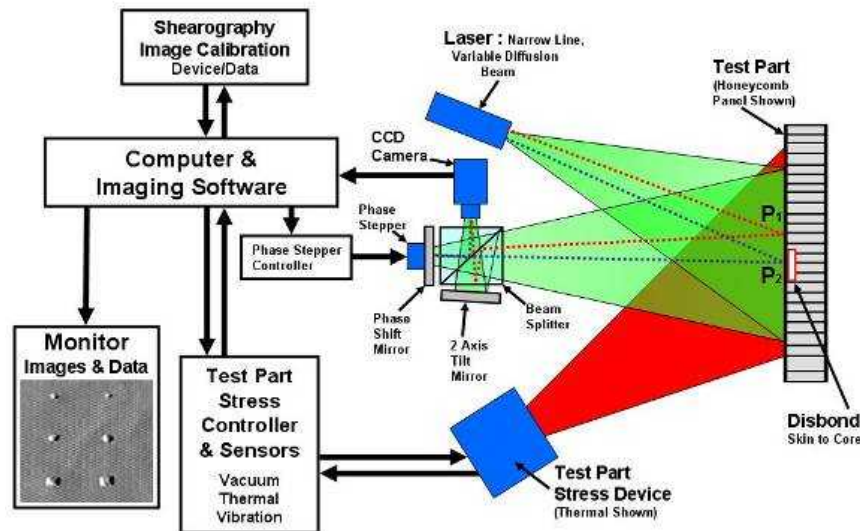 Shearography
Image Calibration
Device/Data
Laser : Narrow Line,
Variable Diffusion
Beam
Test Part
(Honeycomb
Panel Shown)
CCD
Camera
Computer &
Imaging Software
Phase
Stepper
P1
Phase Stepper
Controller
P2
Phase
Shift
Mirror
2 Axis
Tilt
Mirror
Beam
Splitter
Monitor
Images & Data
Test Part
Stress
Controller
& Sensors
Vacuum
Thermal
Vibration
Disbond
Skin to Core
Test Part
Stress Device
(Thermal Shown)